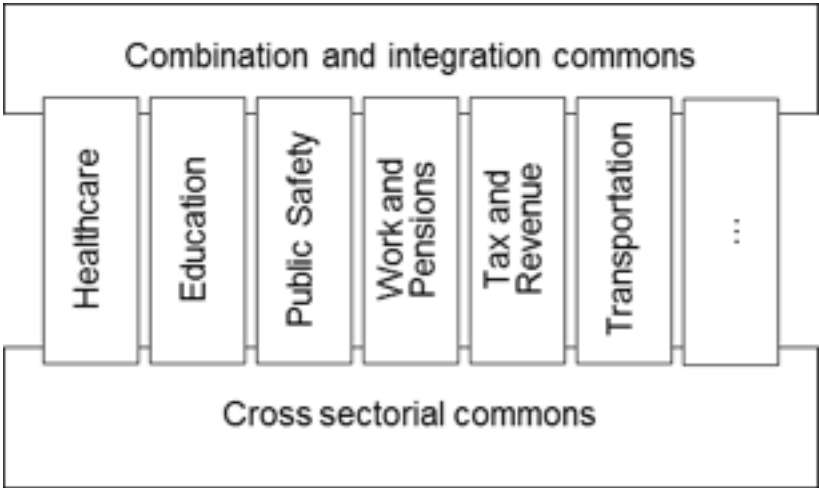 Combination and integration commons
Healthcare
Education
Public Safety
Work and
Pensions
Tax and
Revenue
Transportation
...
Cross sectorial commons